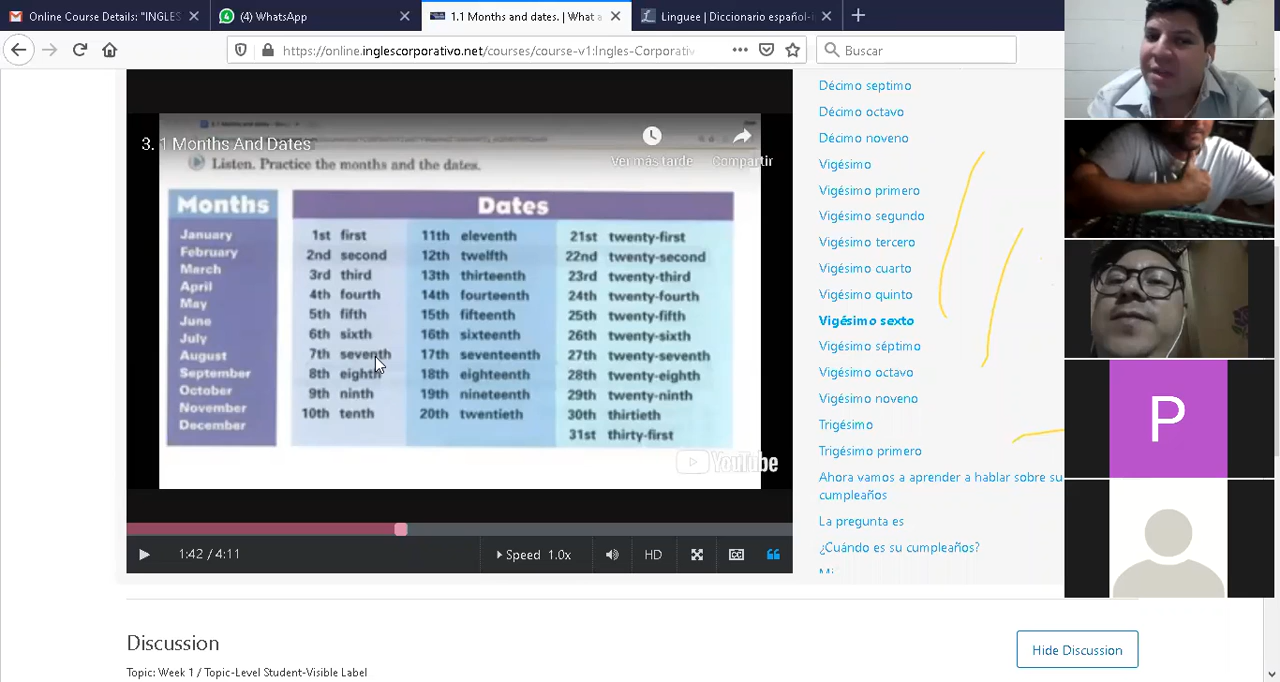 Online Course Details: "INGLES
(4) WhatsApp
1.1 Months and dates. | What a
Linguee | Diccionario español-i
https://online.inglescorporativo.net/courses/course-v1:Ingles-Corporativ
Buscar
3. 1 Months And Dates
Ver más tarde
Compartir
Listen. Practice the months and the dates.
Months
January
February
March
April
May
June
July
August
September
October
November
December
Dates
1st first
2nd second
3rd third
4th fourth
5th fifth
6th sixth
7th seventh
8th eighth
9th ninth
10th tenth
11th eleventh
12th twelfth
13th thirteenth
14th fourteenth
15th fifteenth
16th sixteenth
17th seventeenth
18th eighteenth
19th nineteenth
20th twentieth
21st twenty-first
22nd twenty-second
23rd twenty-third
24th twenty-fourth
25th twenty-fifth
26th twenty-sixth
27th twenty-seventh
28th twenty-eighth
29th twenty-ninth
30th thirtieth
31st thirty-first
YouTube
1:42 / 4:11
Speed 1.0x
HD
Décimo septimo
Décimo octavo
Décimo noveno
Vigésimo
Vigésimo primero
Vigésimo segundo
Vigésimo tercero
Vigésimo cuarto
Vigésimo quinto
Vigésimo sexto
Vigésimo séptimo
Vigésimo octavo
Vigésimo noveno
Trigésimo
Trigésimo primero
Ahora vamos a aprender a hablar sobre su
cumpleaños
La pregunta es
¿Cuándo es su cumpleaños?
P
Discussion
Hide Discussion
Topic: Week 1 / Topic-Level Student-Visible Label